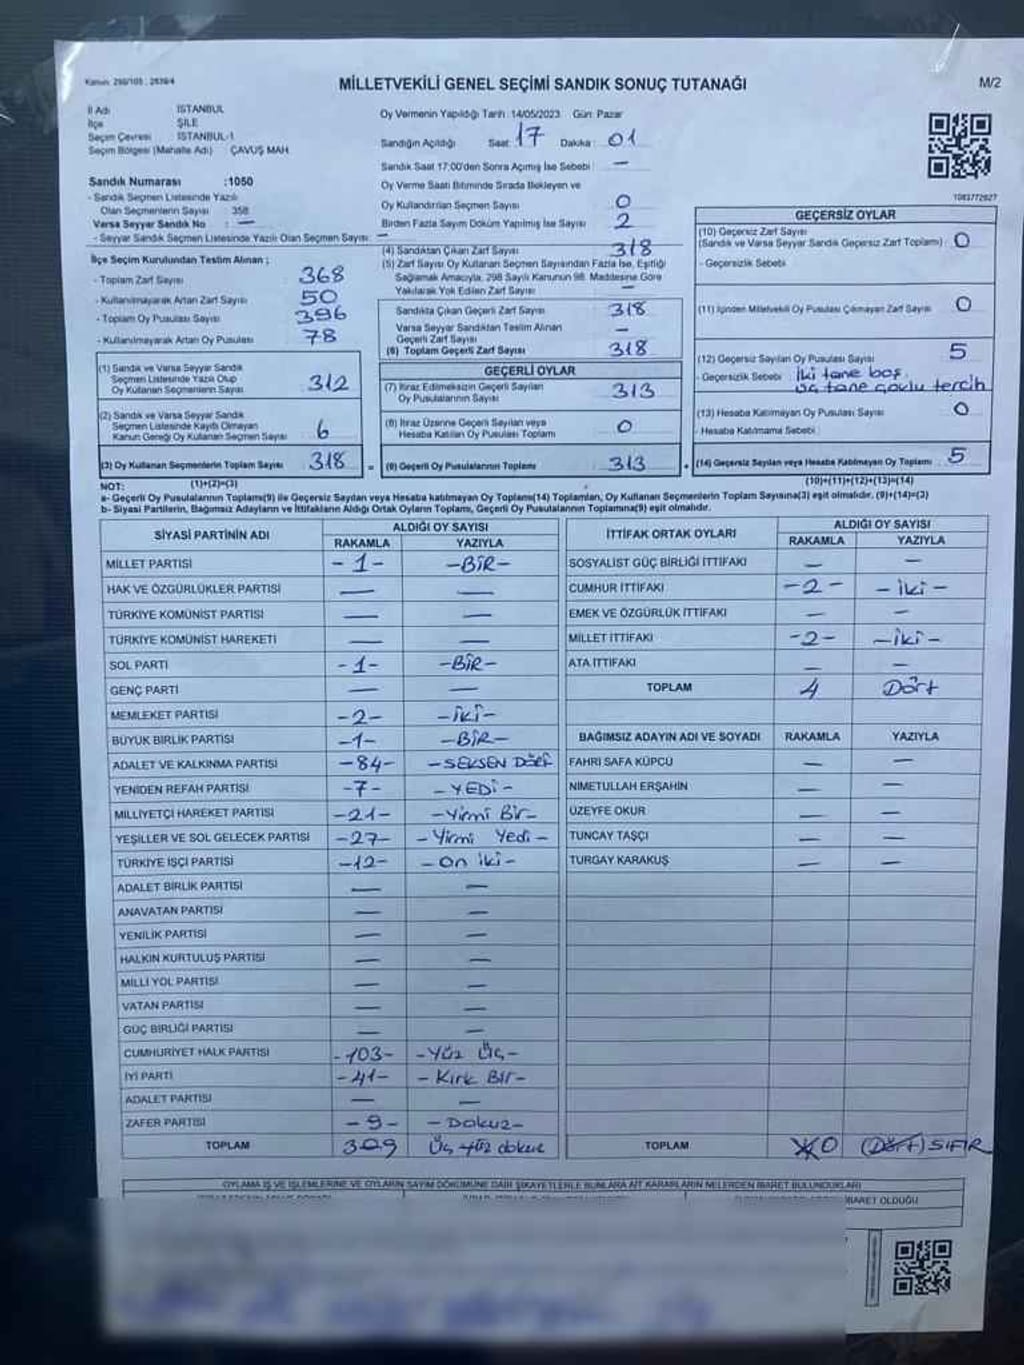 Kanun: 298/105 : 2839/4
MİLLETVEKİLİ GENEL SEÇİMİ SANDIK SONUÇ TUTANAĞI
M/2
İl Adı İSTANBUL
İlçe ŞİLE
Seçim Çevresi İSTANBUL-1
Seçim Bölgesi (Mahalle Adı) ÇAVUŞ MAH.
Sandık Numarası :1050
- Sandık Seçmen Listesinde Yazılı
Olan Seçmenlerin Sayısı : 358
Varsa Seyyar Sandık No : —
- Seyyar Sandık Seçmen Listesinde Yazılı Olan Seçmen Sayısı: —
İlçe Seçim Kurulundan Teslim Alınan ;
- Toplam Zarf Sayısı 368
- Kullanılmayarak Artan Zarf Sayısı 50
- Toplam Oy Pusulası Sayısı 396
- Kullanılmayarak Artan Oy Pusulası 78
(1) Sandık ve Varsa Seyyar Sandık
Seçmen Listesinde Yazılı Olup
Oy Kullanan Seçmenlerin Sayısı 312
(2) Sandık ve Varsa Seyyar Sandık
Seçmen Listesinde Kayıtlı Olmayan
Kanun Gereği Oy Kullanan Seçmen Sayısı 6
(3) Oy Kullanan Seçmenlerin Toplam Sayısı 318
(1)+(2)=(3)
Oy Vermenin Yapıldığı Tarih :14/05/2023 Gün: Pazar
Sandığın Açıldığı Saat: 17 Dakika : 01
Sandık Saat 17:00'den Sonra Açılmış İse Sebebi : —
Oy Verme Saati Bitiminde Sırada Bekleyen ve
Oy Kullandırılan Seçmen Sayısı : 0
Birden Fazla Sayım Döküm Yapılmış İse Sayısı : 2
(4) Sandıktan Çıkan Zarf Sayısı 318
(5) Zarf Sayısı Oy Kullanan Seçmen Sayısından Fazla İse, Eşitliği
Sağlamak Amacıyla, 298 Sayılı Kanunun 98. Maddesine Göre
Yakılarak Yok Edilen Zarf Sayısı —
Sandıkta Çıkan Geçerli Zarf Sayısı 318
Varsa Seyyar Sandıktan Teslim Alınan
Geçerli Zarf Sayısı —
(6) Toplam Geçerli Zarf Sayısı 318
GEÇERLİ OYLAR
(7) İtiraz Edilmeksizin Geçerli Sayılan
Oy Pusulalarının Sayısı 313
(8) İtiraz Üzerine Geçerli Sayılan veya
Hesaba Katılan Oy Pusulaları Toplamı 0
= (9) Geçerli Oy Pusulalarının Toplamı 313
1083772627
GEÇERSİZ OYLAR
(10) Geçersiz Zarf Sayısı
(Sandık ve Varsa Seyyar Sandık Geçersiz Zarf Toplamı) : 0
- Geçersizlik Sebebi :
(11) İçinden Milletvekili Oy Pusulası Çıkmayan Zarf Sayısı : 0
(12) Geçersiz Sayılan Oy Pusulası Sayısı : 5
- Geçersizlik Sebebi : İki tane boş
üç tane çoklu tercih
(13) Hesaba Katılmayan Oy Pusulası Sayısı : 0
- Hesaba Katılmama Sebebi :
+ (14) Geçersiz Sayılan veya Hesaba Katılmayan Oy Toplamı : 5
(10)+(11)+(12)+(13)=(14)
NOT:
a- Geçerli Oy Pusulalarının Toplamı(9) ile Geçersiz Sayılan veya Hesaba katılmayan Oy Toplamı(14) Toplamları, Oy Kullanan Seçmenlerin Toplam Sayısına(3) eşit olmalıdır. (9)+(14)=(3)
b- Siyasi Partilerin, Bağımsız Adayların ve İttifakların Aldığı Ortak Oyların Toplamı, Geçerli Oy Pusulalarının Toplamına(9) eşit olmalıdır.
SİYASİ PARTİNİN ADI ALDIĞI OY SAYISI
RAKAMLA YAZIYLA
MİLLET PARTİSİ -1- -BİR-
HAK VE ÖZGÜRLÜKLER PARTİSİ — —
TÜRKİYE KOMÜNİST PARTİSİ — —
TÜRKİYE KOMÜNİST HAREKETİ — —
SOL PARTİ -1- -BİR-
GENÇ PARTİ — —
MEMLEKET PARTİSİ -2- -İKİ-
BÜYÜK BİRLİK PARTİSİ -1- -BİR-
ADALET VE KALKINMA PARTİSİ -84- -SEKSEN DÖRT
YENİDEN REFAH PARTİSİ -7- -YEDİ-
MİLLİYETÇİ HAREKET PARTİSİ -21- -Yirmi Bir-
YEŞİLLER VE SOL GELECEK PARTİSİ -27- -Yirmi Yedi-
TÜRKİYE İŞÇİ PARTİSİ -12- -On iki-
ADALET BİRLİK PARTİSİ — —
ANAVATAN PARTİSİ — —
YENİLİK PARTİSİ — —
HALKIN KURTULUŞ PARTİSİ — —
MİLLİ YOL PARTİSİ — —
VATAN PARTİSİ — —
GÜÇ BİRLİĞİ PARTİSİ — —
CUMHURİYET HALK PARTİSİ -103- -Yüz Üç-
İYİ PARTİ -41- -Kırk Bir-
ADALET PARTİSİ — —
ZAFER PARTİSİ -9- -Dokuz-
TOPLAM 309 Üç yüz dokuz
İTTİFAK ORTAK OYLARI ALDIĞI OY SAYISI
RAKAMLA YAZIYLA
SOSYALİST GÜÇ BİRLİĞİ İTTİFAKI — —
CUMHUR İTTİFAKI -2- -İki-
EMEK VE ÖZGÜRLÜK İTTİFAKI — —
MİLLET İTTİFAKI -2- -İki-
ATA İTTİFAKI — —
TOPLAM 4 Dört
BAĞIMSIZ ADAYIN ADI VE SOYADI RAKAMLA YAZIYLA
FAHRİ SAFA KÜPCÜ — —
NİMETULLAH ERŞAHİN — —
ÜZEYFE OKUR — —
TUNCAY TAŞÇI — —
TURGAY KARAKUŞ — —
TOPLAM 0 (Dört) SIFIR
OYLAMA İŞ VE İŞLEMLERİNE VE OYLARIN SAYIM DÖKÜMÜNE DAİR ŞİKAYETLERLE BUNLARA AİT KARARLARIN NELERDEN İBARET BULUNDUKLARI
İBARET OLDUĞU